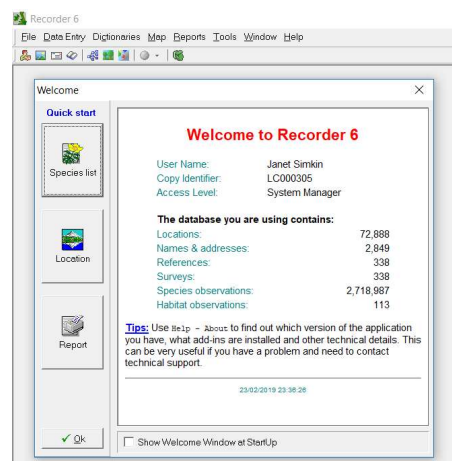 Recorder 6
File Data Entry Dictionaries Map Reports Tools Window Help
Welcome
Quick start
Species list
Location
Report
Ok
Welcome to Recorder 6
User Name: Janet Simkin
Copy Identifier: LC000305
Access Level: System Manager
The database you are using contains:
Locations: 72,888
Names & addresses: 2,849
References: 338
Surveys: 338
Species observations: 2,718,987
Habitat observations: 113
Tips: Use Help - About to find out which version of the application
you have, what add-ins are installed and other technical details. This
can be very useful if you have a problem and need to contact
technical support.
23/02/2019 23:36:26
Show Welcome Window at StartUp